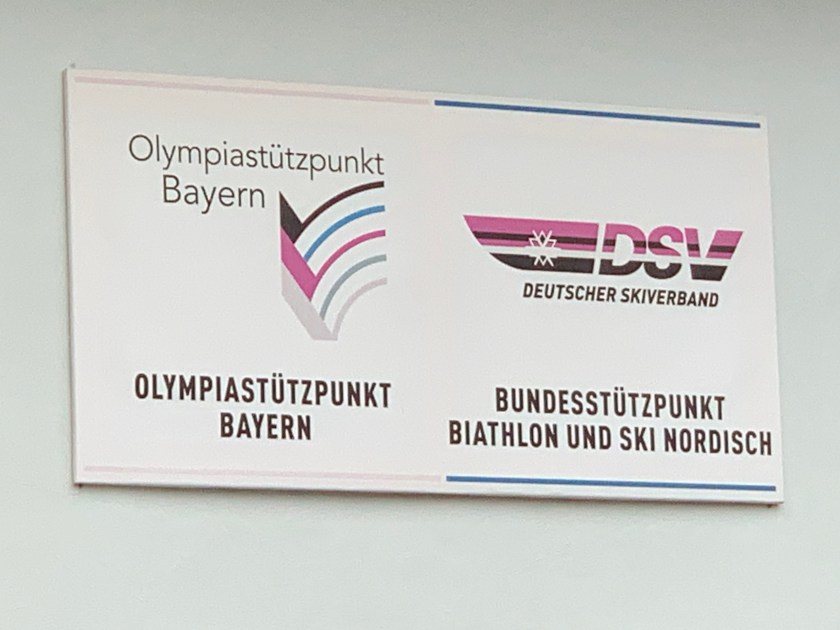 Olympiastützpunkt
Bayern
OLYMPIASTÜTZPUNKT
BAYERN
DSV
DEUTSCHER SKIVERBAND
BUNDESSTÜTZPUNKT
BIATHLON UND SKI NORDISCH